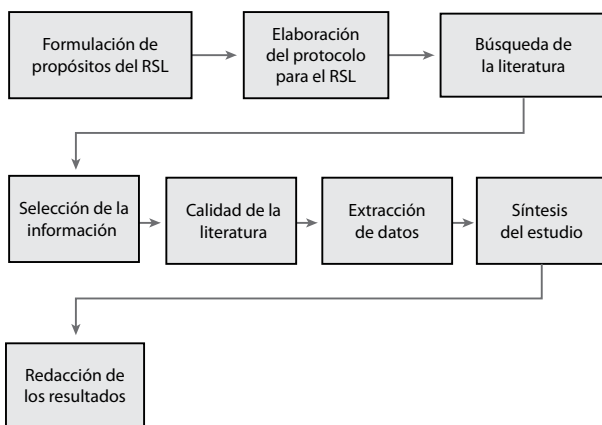 Formulación de
propósitos del RSL
Elaboración
del protocolo
para el RSL
Búsqueda de
la literatura
Selección de la
información
Calidad de la
literatura
Extracción
de datos
Síntesis
del estudio
Redacción de
los resultados